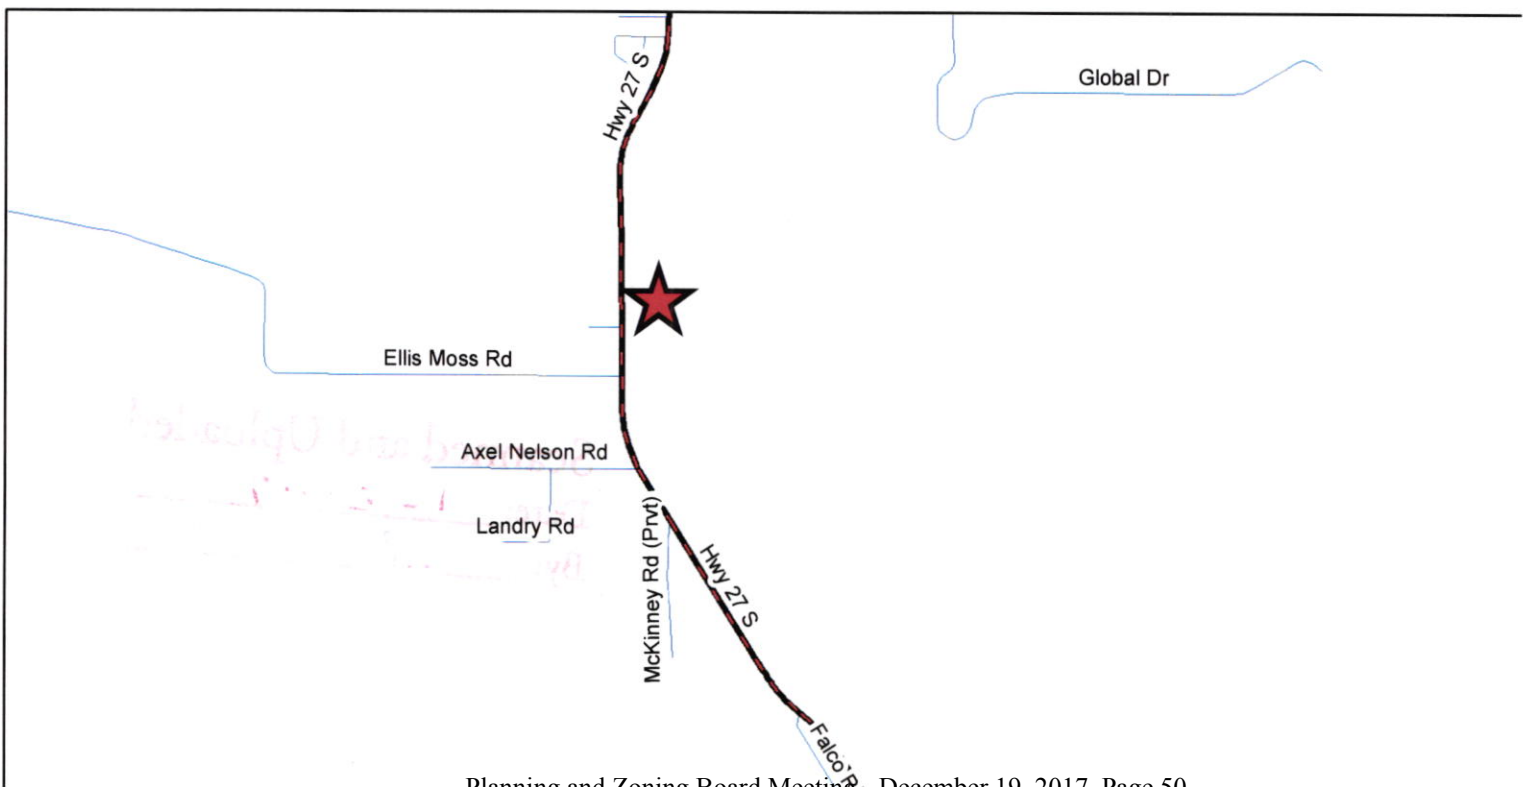 Hwy 27 S
Global Dr
Ellis Moss Rd
Axel Nelson Rd
Landry Rd
McKinney Rd (Prvt)
Hwy 27 S
Falco
Planning and Zoning Board Meeting, December 19, 2017, Page 50